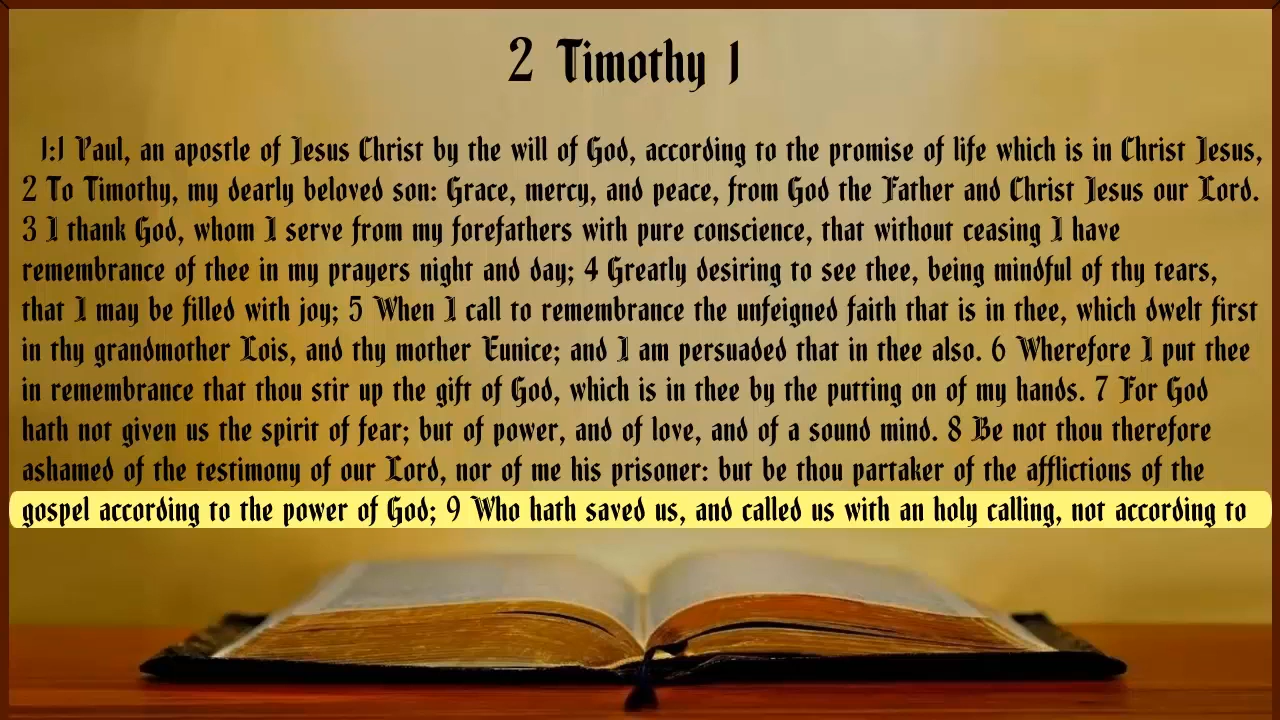 2 Timothy 1
1:1 Paul, an apostle of Jesus Christ by the will of God, according to the promise of life which is in Christ Jesus,
2 To Timothy, my dearly beloved son: Grace, mercy, and peace, from God the Father and Christ Jesus our Lord.
3 I thank God, whom I serve from my forefathers with pure conscience, that without ceasing I have
remembrance of thee in my prayers night and day; 4 Greatly desiring to see thee, being mindful of thy tears,
that I may be filled with joy; 5 When I call to remembrance the unfeigned faith that is in thee, which dwelt first
in thy grandmother Lois, and thy mother Eunice; and I am persuaded that in thee also. 6 Wherefore I put thee
in remembrance that thou stir up the gift of God, which is in thee by the putting on of my hands. 7 For God
hath not given us the spirit of fear; but of power, and of love, and of a sound mind. 8 Be not thou therefore
ashamed of the testimony of our Lord, nor of me his prisoner: but be thou partaker of the afflictions of the
gospel according to the power of God; 9 Who hath saved us, and called us with an holy calling, not according to